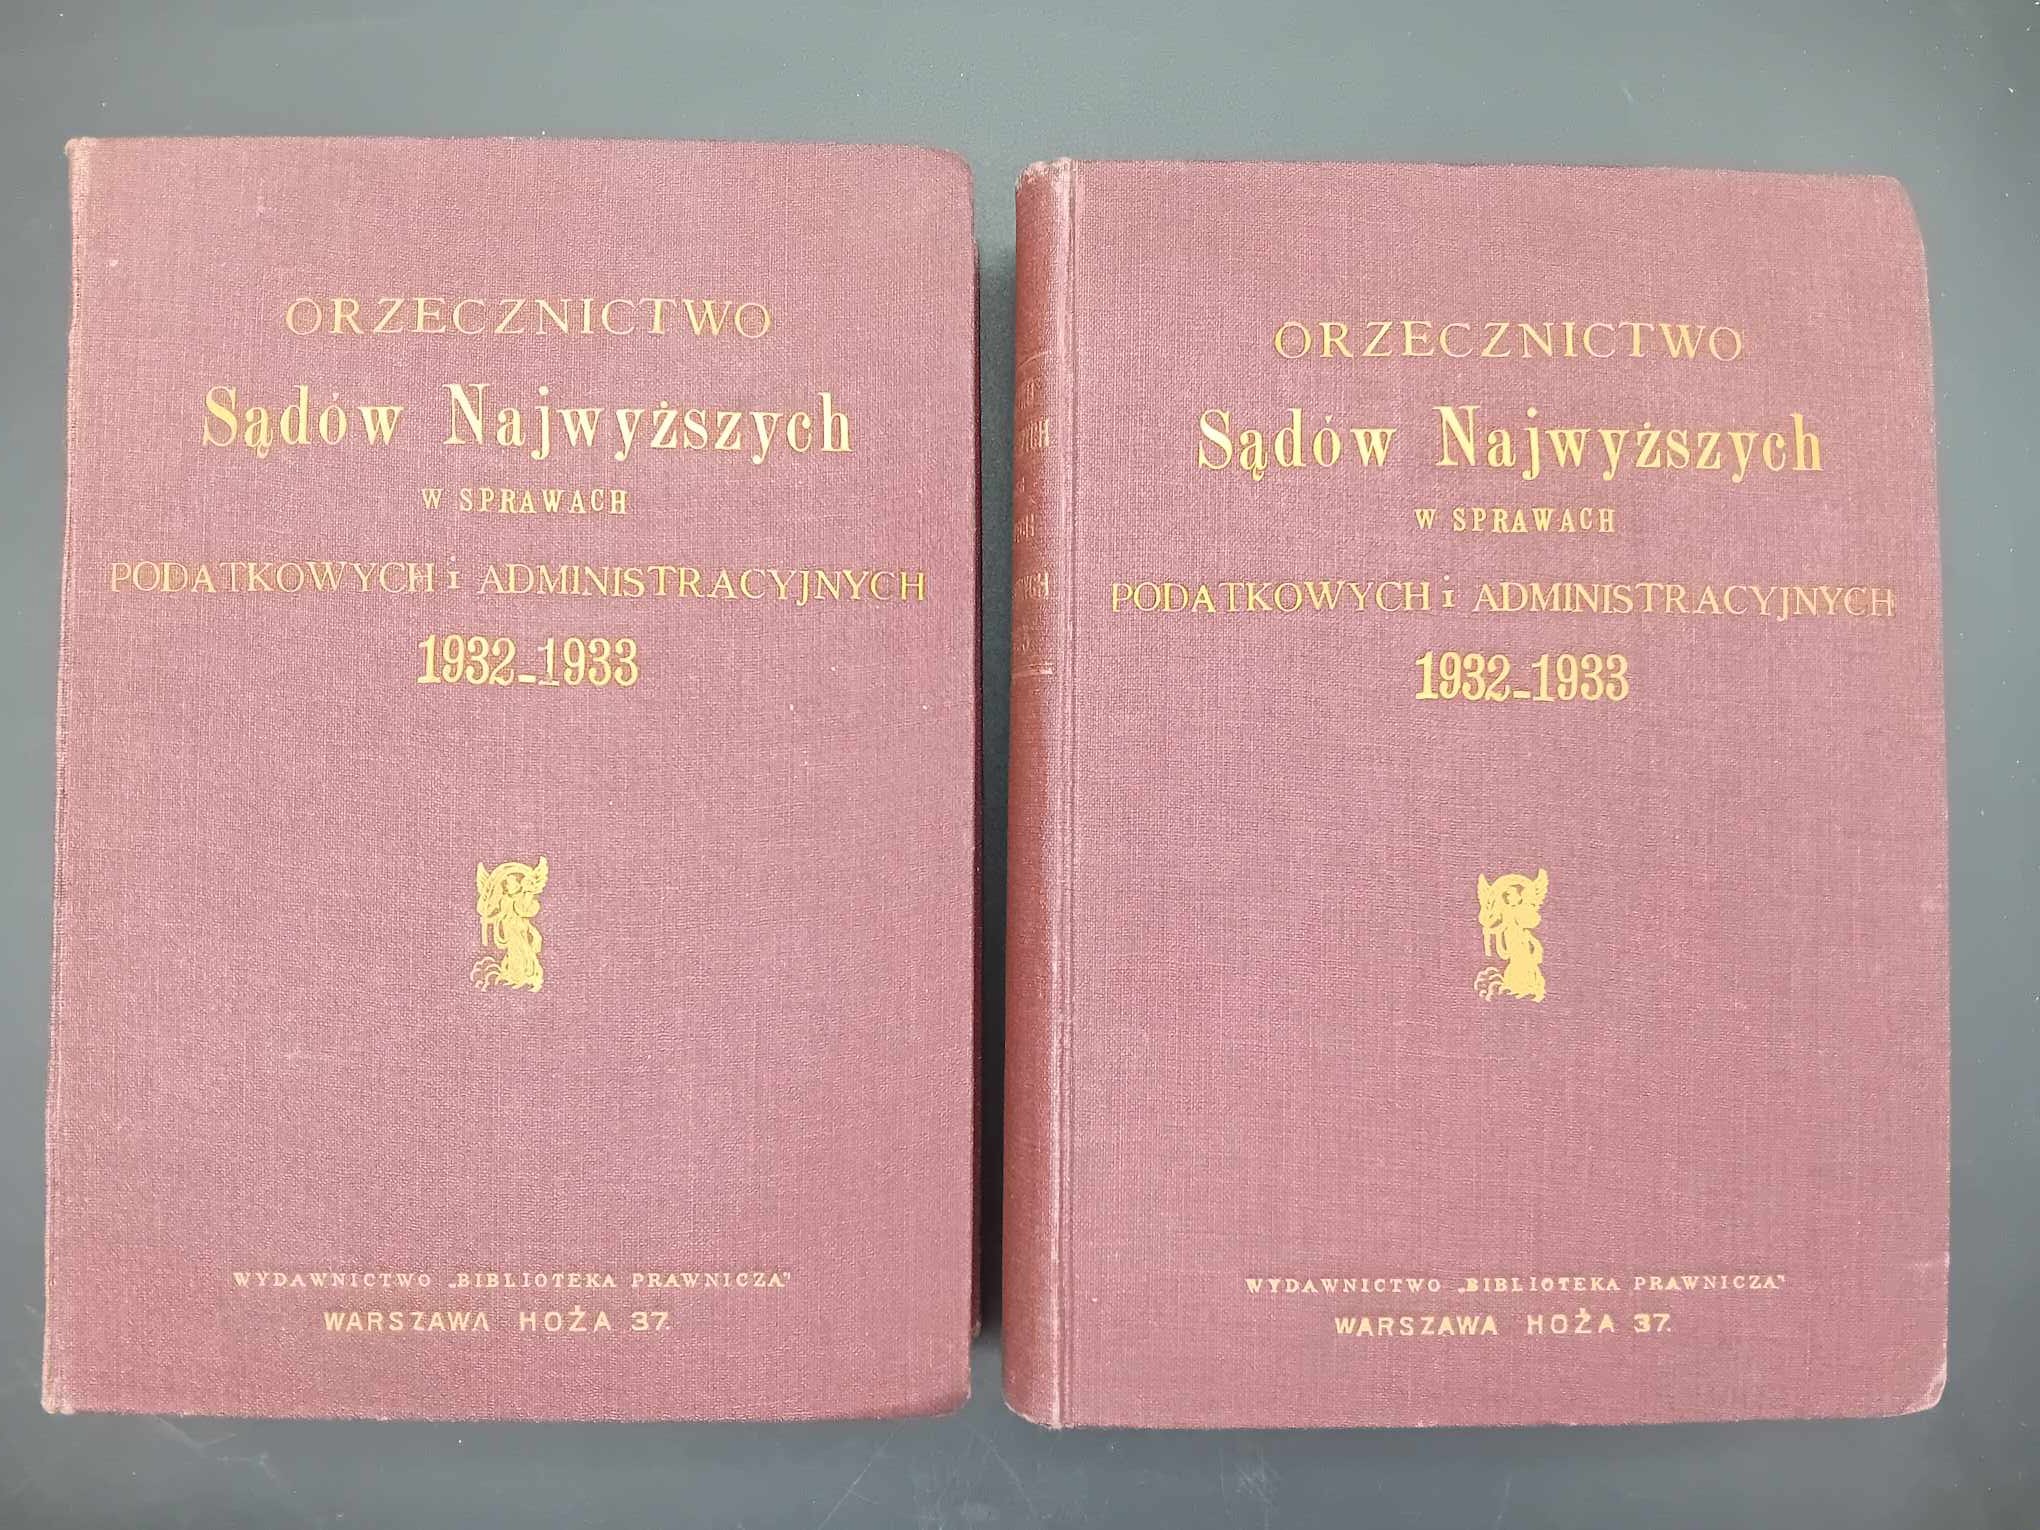 ORZECZNICTWO
Sądów Najwyższych
W SPRAWACH
PODATKOWYCH i ADMINISTRACYJNYCH
1932-1933
WYDAWNICTWO „BIBLIOTEKA PRAWNICZA"
WARSZAWA HOŻA 37.
ORZECZNICTWO
Sądów Najwyższych
W SPRAWACH
PODATKOWYCH i ADMINISTRACYJNYCH
1932-1933
WYDAWNICTWO „BIBLIOTEKA PRAWNICZA"
WARSZAWA HOŻA 37.